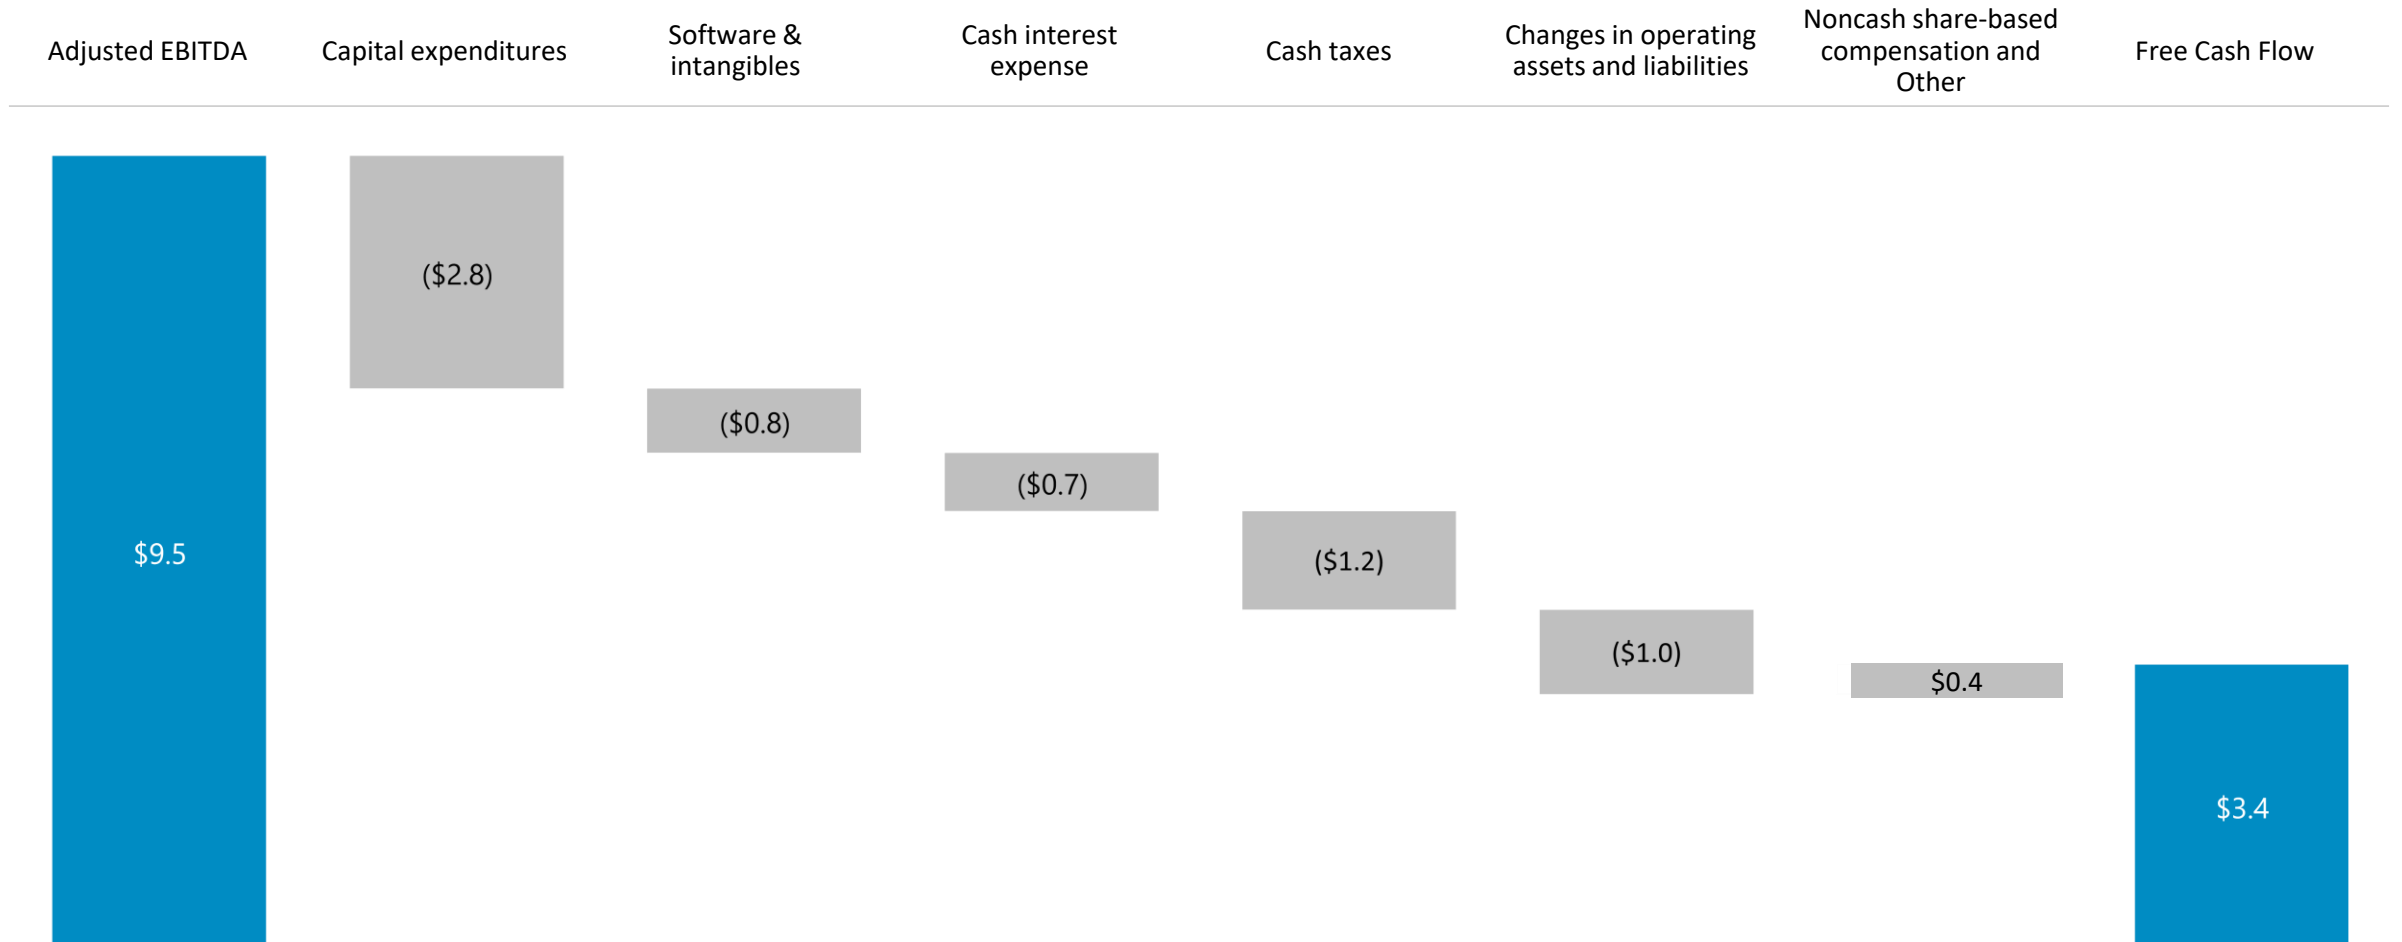 Adjusted EBITDA
Capital expenditures
Software &
intangibles
Cash interest
expense
Cash taxes
Changes in operating
assets and liabilities
Noncash share-based
compensation and
Other
Free Cash Flow
$9.5
($2.8)
($0.8)
($0.7)
($1.2)
($1.0)
$0.4
$3.4